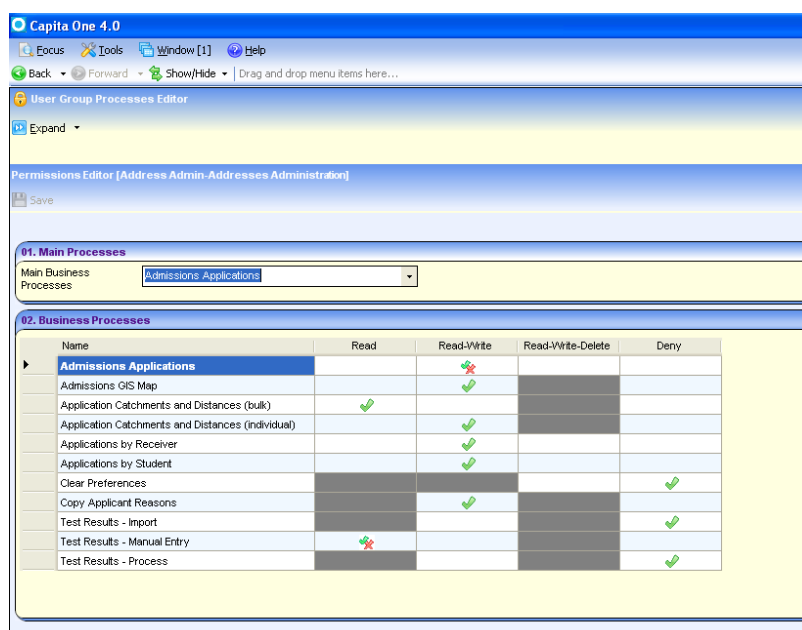 Capita One 4.0
Focus Tools Window [1] Help
Back Forward Show/Hide Drag and drop menu items here...
User Group Processes Editor
Expand
Permissions Editor [Address Admin-Addresses Administration]
Save
01. Main Processes
Main Business Processes Admissions Applications
02. Business Processes
Name Read Read-Write Read-Write-Delete Deny
Admissions Applications
Admissions GIS Map
Application Catchments and Distances (bulk)
Application Catchments and Distances (individual)
Applications by Receiver
Applications by Student
Clear Preferences
Copy Applicant Reasons
Test Results - Import
Test Results - Manual Entry
Test Results - Process